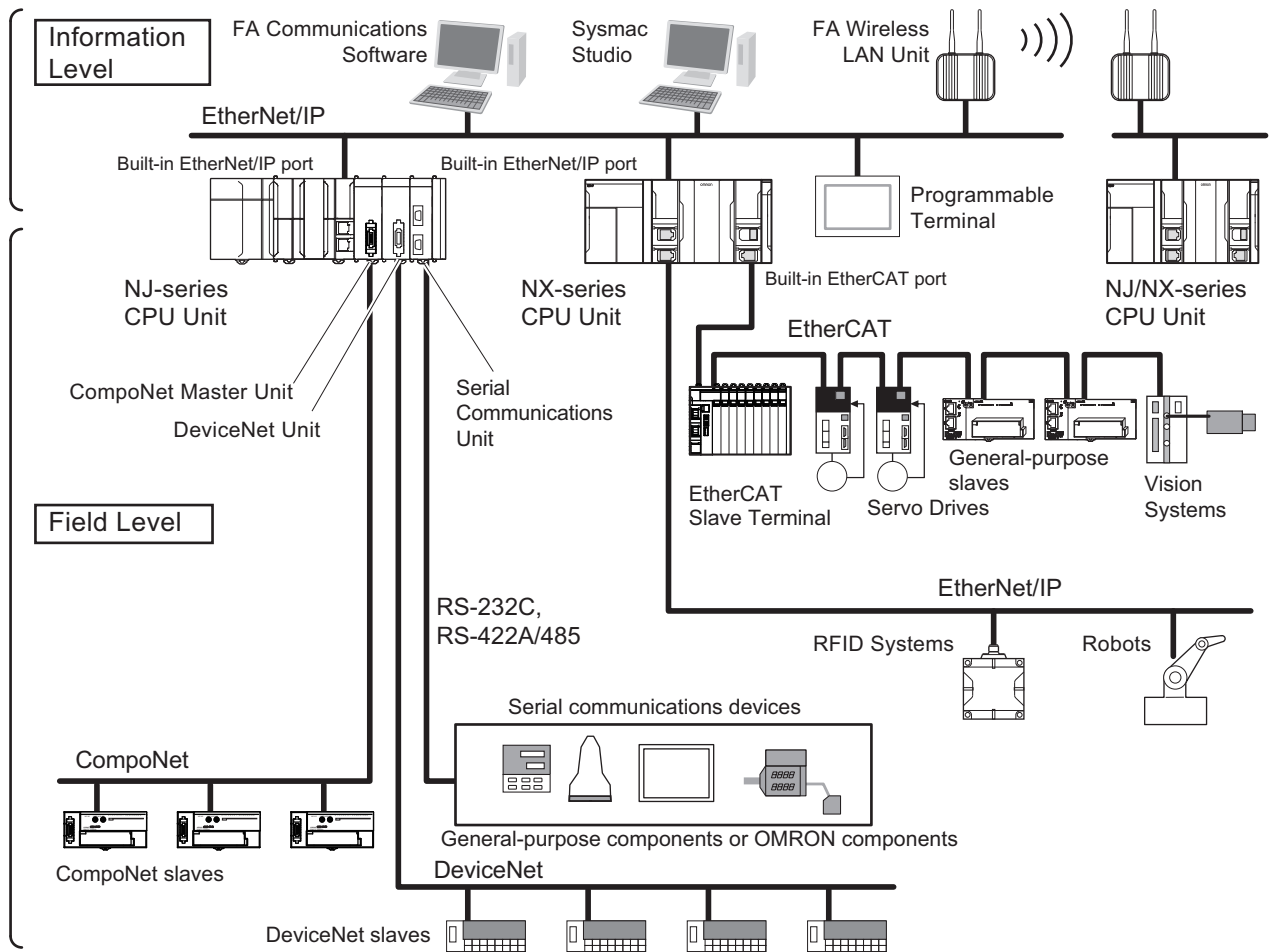 Information
Level
FA Communications
Software
Sysmac
Studio
FA Wireless
LAN Unit
EtherNet/IP
Built-in EtherNet/IP port
Built-in EtherNet/IP port
Programmable
Terminal
NJ-series
CPU Unit
NX-series
CPU Unit
Built-in EtherCAT port
NJ/NX-series
CPU Unit
EtherCAT
CompoNet Master Unit
DeviceNet Unit
Serial
Communications
Unit
EtherCAT
Slave Terminal
Servo Drives
General-purpose
slaves
Vision
Systems
Field Level
RS-232C,
RS-422A/485
EtherNet/IP
RFID Systems
Robots
Serial communications devices
8888
8888
General-purpose components or OMRON components
CompoNet
CompoNet slaves
DeviceNet
DeviceNet slaves